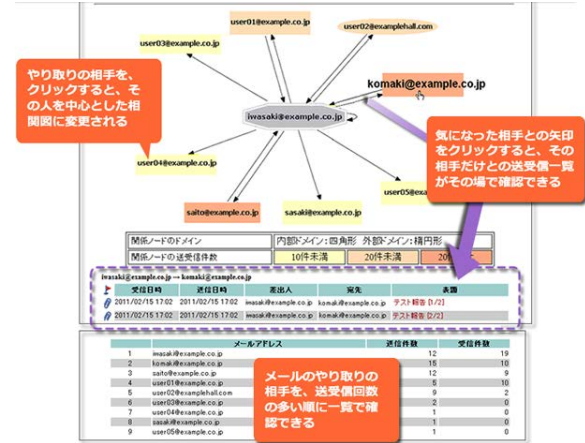 user01@example.co.jp
user02@examplehall.com
user03@example.co.jp
komaki@example.co.jp
やり取りの相手を、
クリックすると、そ
の人を中心とした相
関図に変更される
iwasaki@example.co.jp
気になった相手との矢印
をクリックすると、その
相手だけとの送受信一覧
がその場で確認できる
user04@example.co.jp
user05@exa
saito@example.co.jp
sasaki@example.co.jp
関係ノードのドメイン 内部ドメイン:四角形 外部ドメイン:楕円形
関係ノードの送受信件数 10件未満 20件未満 20件
iwasaki@example.co.jp → komaki@example.co.jp
受信日時 送信日時 差出人 宛先 表題
2011/02/15 17:02 2011/02/15 17:02 iwasaki@example.co.jp komaki@example.co.jp テスト報告 [1/2]
2011/02/15 17:02 2011/02/15 17:02 iwasaki@example.co.jp komaki@example.co.jp テスト報告 [2/2]
メールアドレス 送信件数 受信件数
1 iwasaki@example.co.jp 12 19
2 komaki@example.co.jp 15 10
3 saito@example.co.jp 12 9
4 user01@example.co.jp 5 10
5 user02@examplehall.com 9 2
6 user03@example.co.jp 2 0
7 user04@example.co.jp 1 0
8 sasaki@example.co.jp 1 0
9 user05@example.co.jp 1 0
メールのやり取りの
相手を、送受信回数
の多い順に一覧で確
認できる